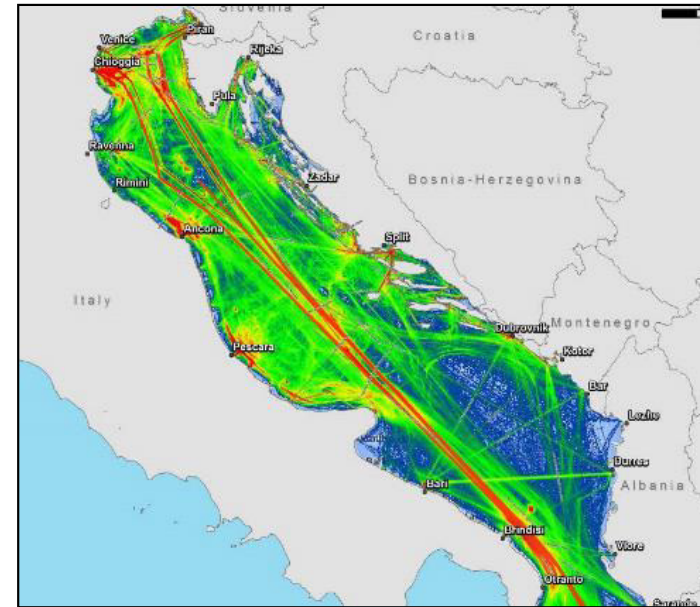 Slovenia
Croatia
Piran
Venice
Rijeka
Chioggia
Pula
Ravenna
Zadar
Bosnia-Herzegovina
Rimini
Ancona
Split
Italy
Montenegro
Dubrovnik
Pescara
Kotor
Bar
Lezhe
Durres
Bari
Albania
Brindisi
Vlore
Otranto